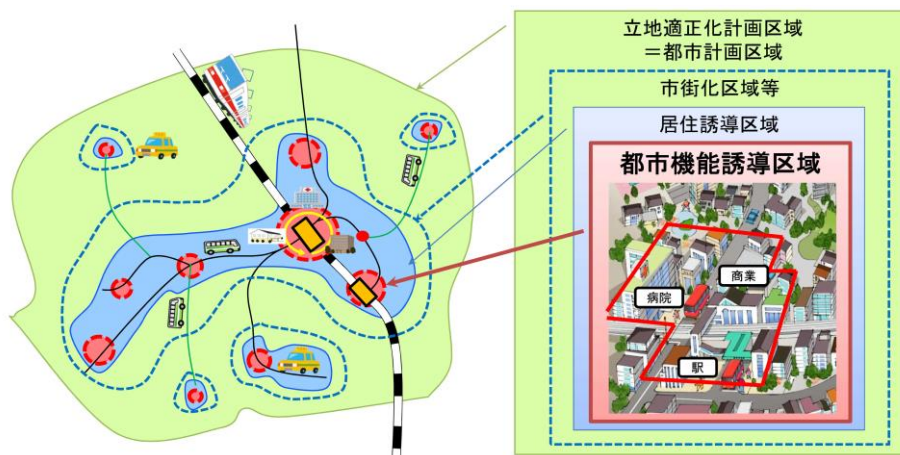 立地適正化計画区域
＝都市計画区域
市街化区域等
居住誘導区域
都市機能誘導区域
商業
病院
駅